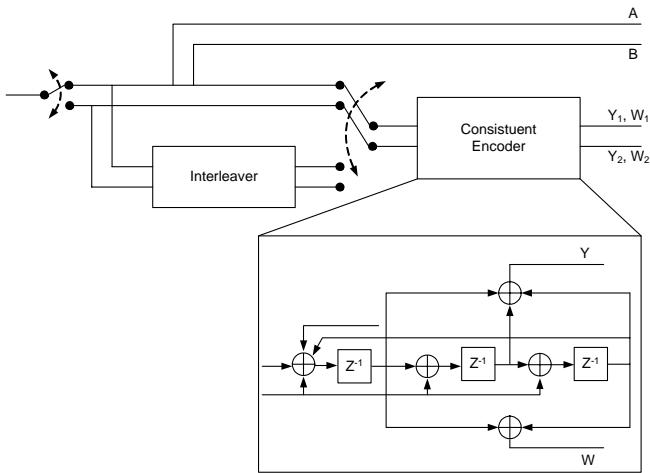 A
B
Y₁, W₁
Consistuent
Encoder
Y₂, W₂
Interleaver
Y
Z⁻¹
Z⁻¹
Z⁻¹
W